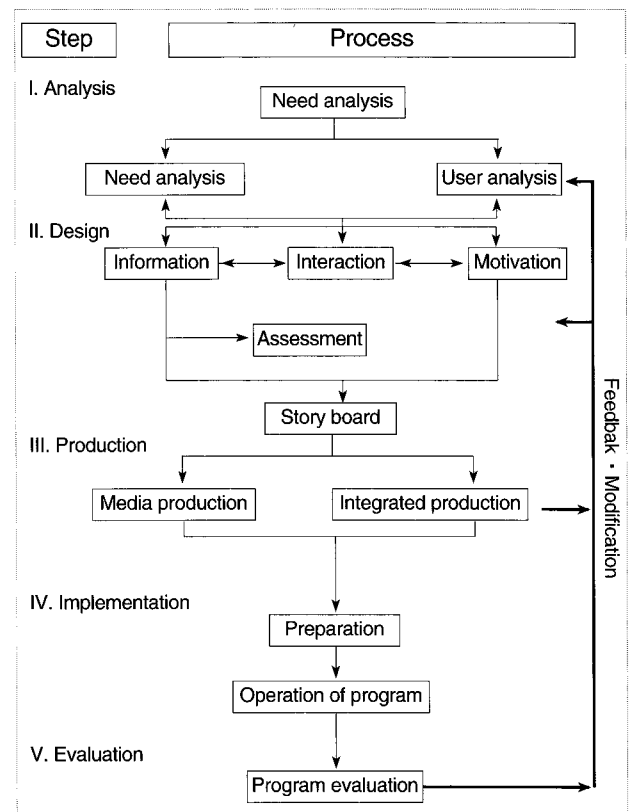 Step
Process
I. Analysis
Need analysis
Need analysis
User analysis
II. Design
Information
Interaction
Motivation
Assessment
Story board
III. Production
Media production
Integrated production
Feedbak · Modification
IV. Implementation
Preparation
Operation of program
V. Evaluation
Program evaluation